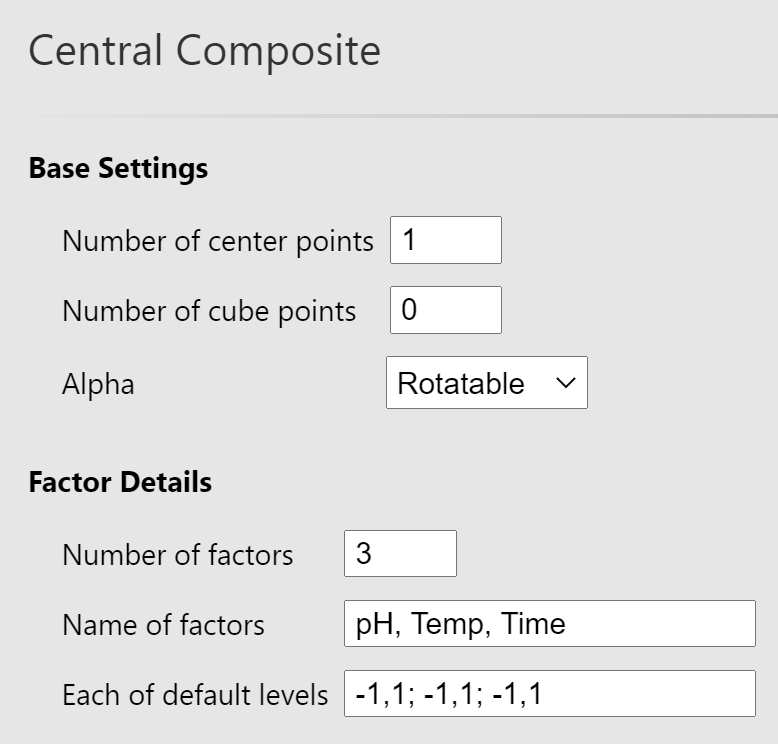 Central Composite
Base Settings
Number of center points 1
Number of cube points 0
Alpha Rotatable
Factor Details
Number of factors 3
Name of factors pH, Temp, Time
Each of default levels -1,1; -1,1; -1,1